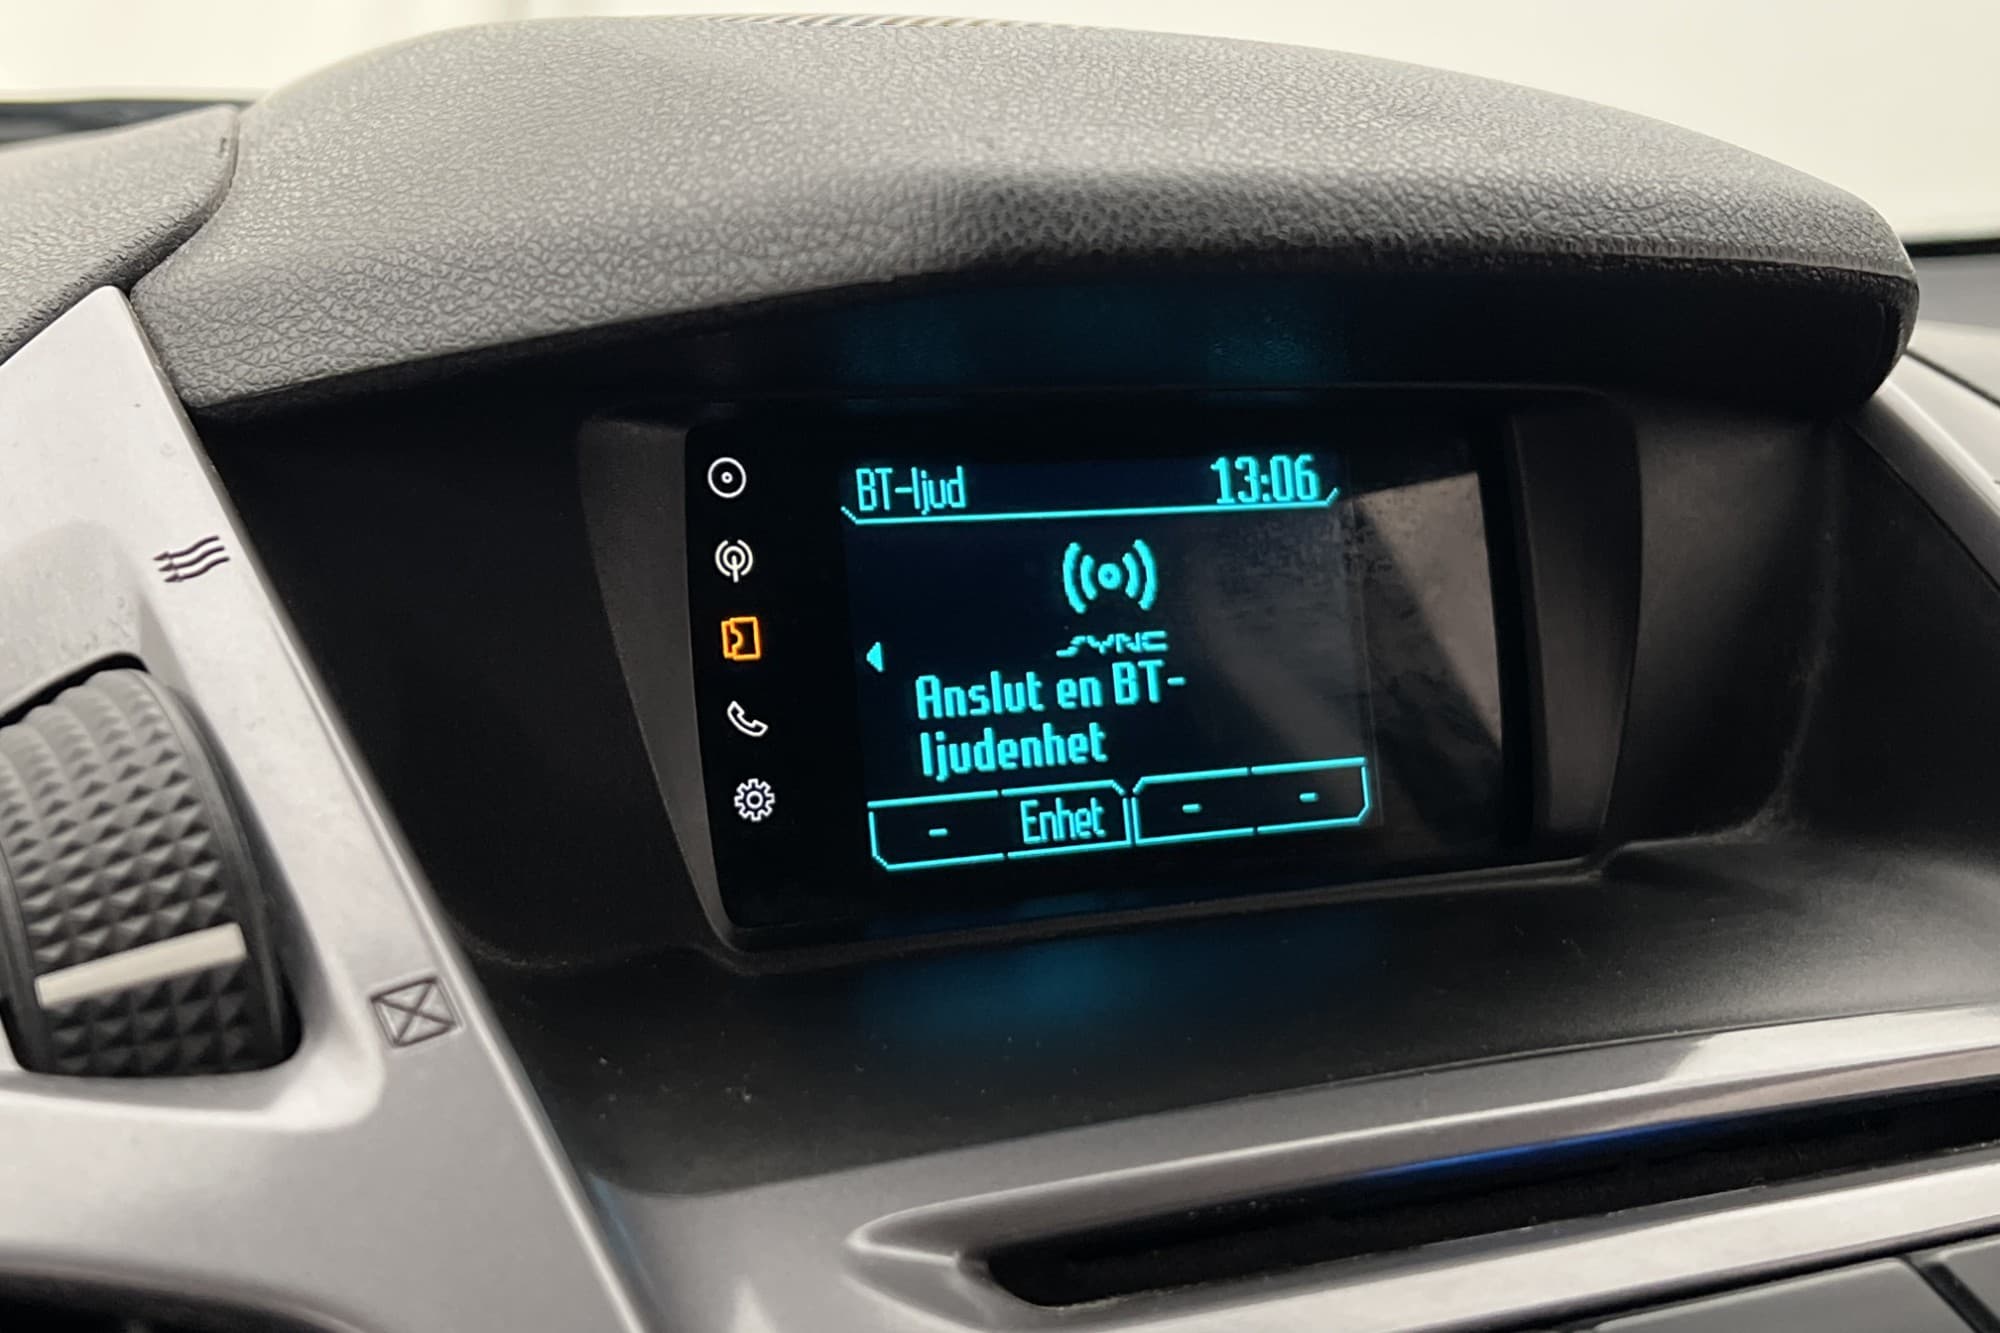 BT-ljud 13:06
SYNC
Anslut en BT-
ljudenhet
- Enhet - -